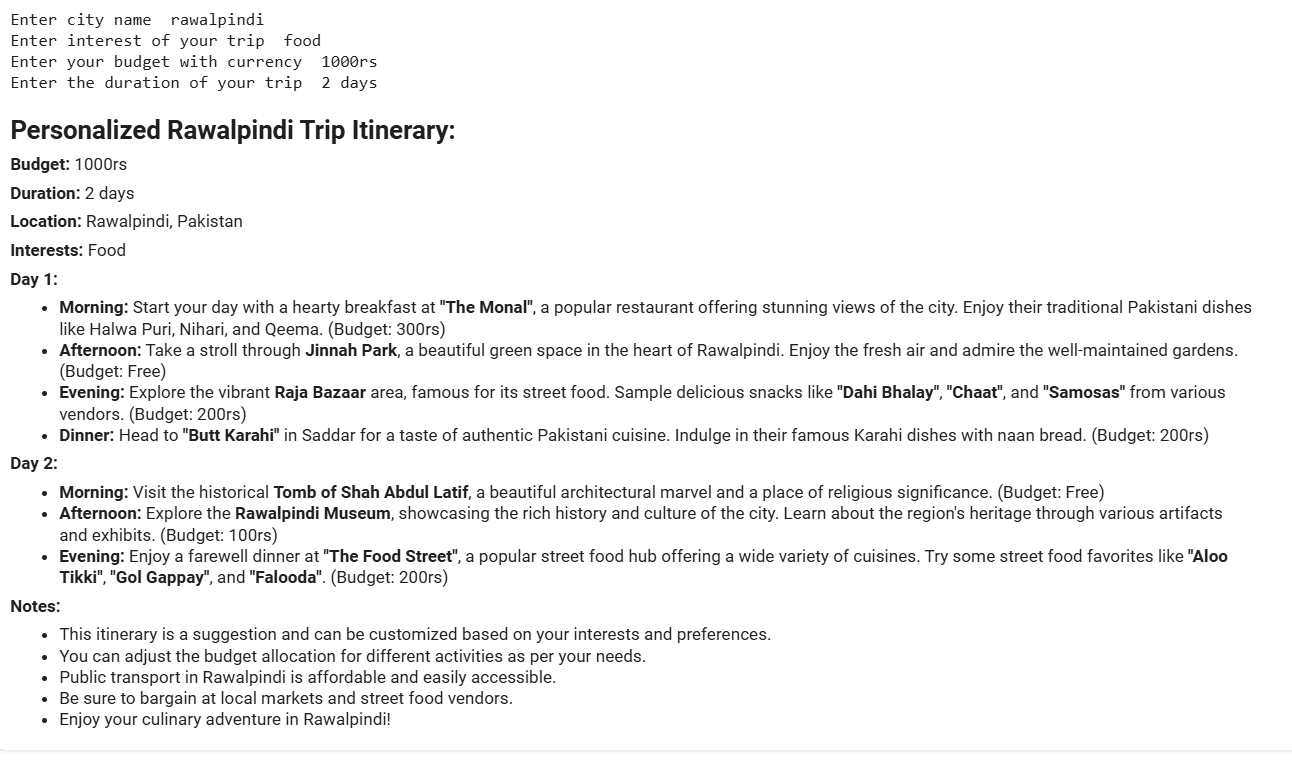 Enter city name  rawalpindi
Enter interest of your trip  food
Enter your budget with currency  1000rs
Enter the duration of your trip  2 days
Personalized Rawalpindi Trip Itinerary:
Budget: 1000rs
Duration: 2 days
Location: Rawalpindi, Pakistan
Interests: Food
Day 1:
• Morning: Start your day with a hearty breakfast at "The Monal", a popular restaurant offering stunning views of the city. Enjoy their traditional Pakistani dishes
like Halwa Puri, Nihari, and Qeema. (Budget: 300rs)
• Afternoon: Take a stroll through Jinnah Park, a beautiful green space in the heart of Rawalpindi. Enjoy the fresh air and admire the well-maintained gardens.
(Budget: Free)
• Evening: Explore the vibrant Raja Bazaar area, famous for its street food. Sample delicious snacks like "Dahi Bhalay", "Chaat", and "Samosas" from various
vendors. (Budget: 200rs)
• Dinner: Head to "Butt Karahi" in Saddar for a taste of authentic Pakistani cuisine. Indulge in their famous Karahi dishes with naan bread. (Budget: 200rs)
Day 2:
• Morning: Visit the historical Tomb of Shah Abdul Latif, a beautiful architectural marvel and a place of religious significance. (Budget: Free)
• Afternoon: Explore the Rawalpindi Museum, showcasing the rich history and culture of the city. Learn about the region's heritage through various artifacts
and exhibits. (Budget: 100rs)
• Evening: Enjoy a farewell dinner at "The Food Street", a popular street food hub offering a wide variety of cuisines. Try some street food favorites like "Aloo
Tikki", "Gol Gappay", and "Falooda". (Budget: 200rs)
Notes:
• This itinerary is a suggestion and can be customized based on your interests and preferences.
• You can adjust the budget allocation for different activities as per your needs.
• Public transport in Rawalpindi is affordable and easily accessible.
• Be sure to bargain at local markets and street food vendors.
• Enjoy your culinary adventure in Rawalpindi!